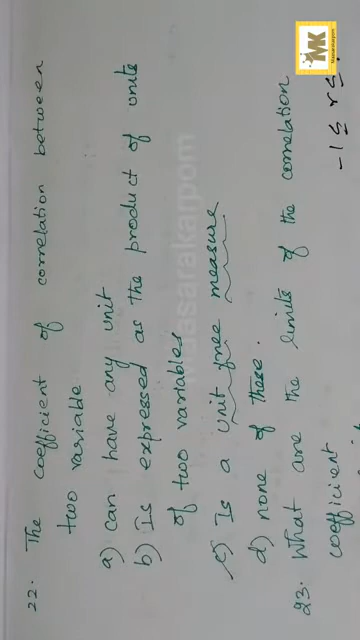 22. The coefficient of correlation between
two variable
a) can have any unit
b) Is expressed as the product of units
of two variables
c) Is a unit free measure
d) none of these.
23. What are the limits of the correlation
coefficient
-1 ≤ r ≤
MK
Manasarakarpom